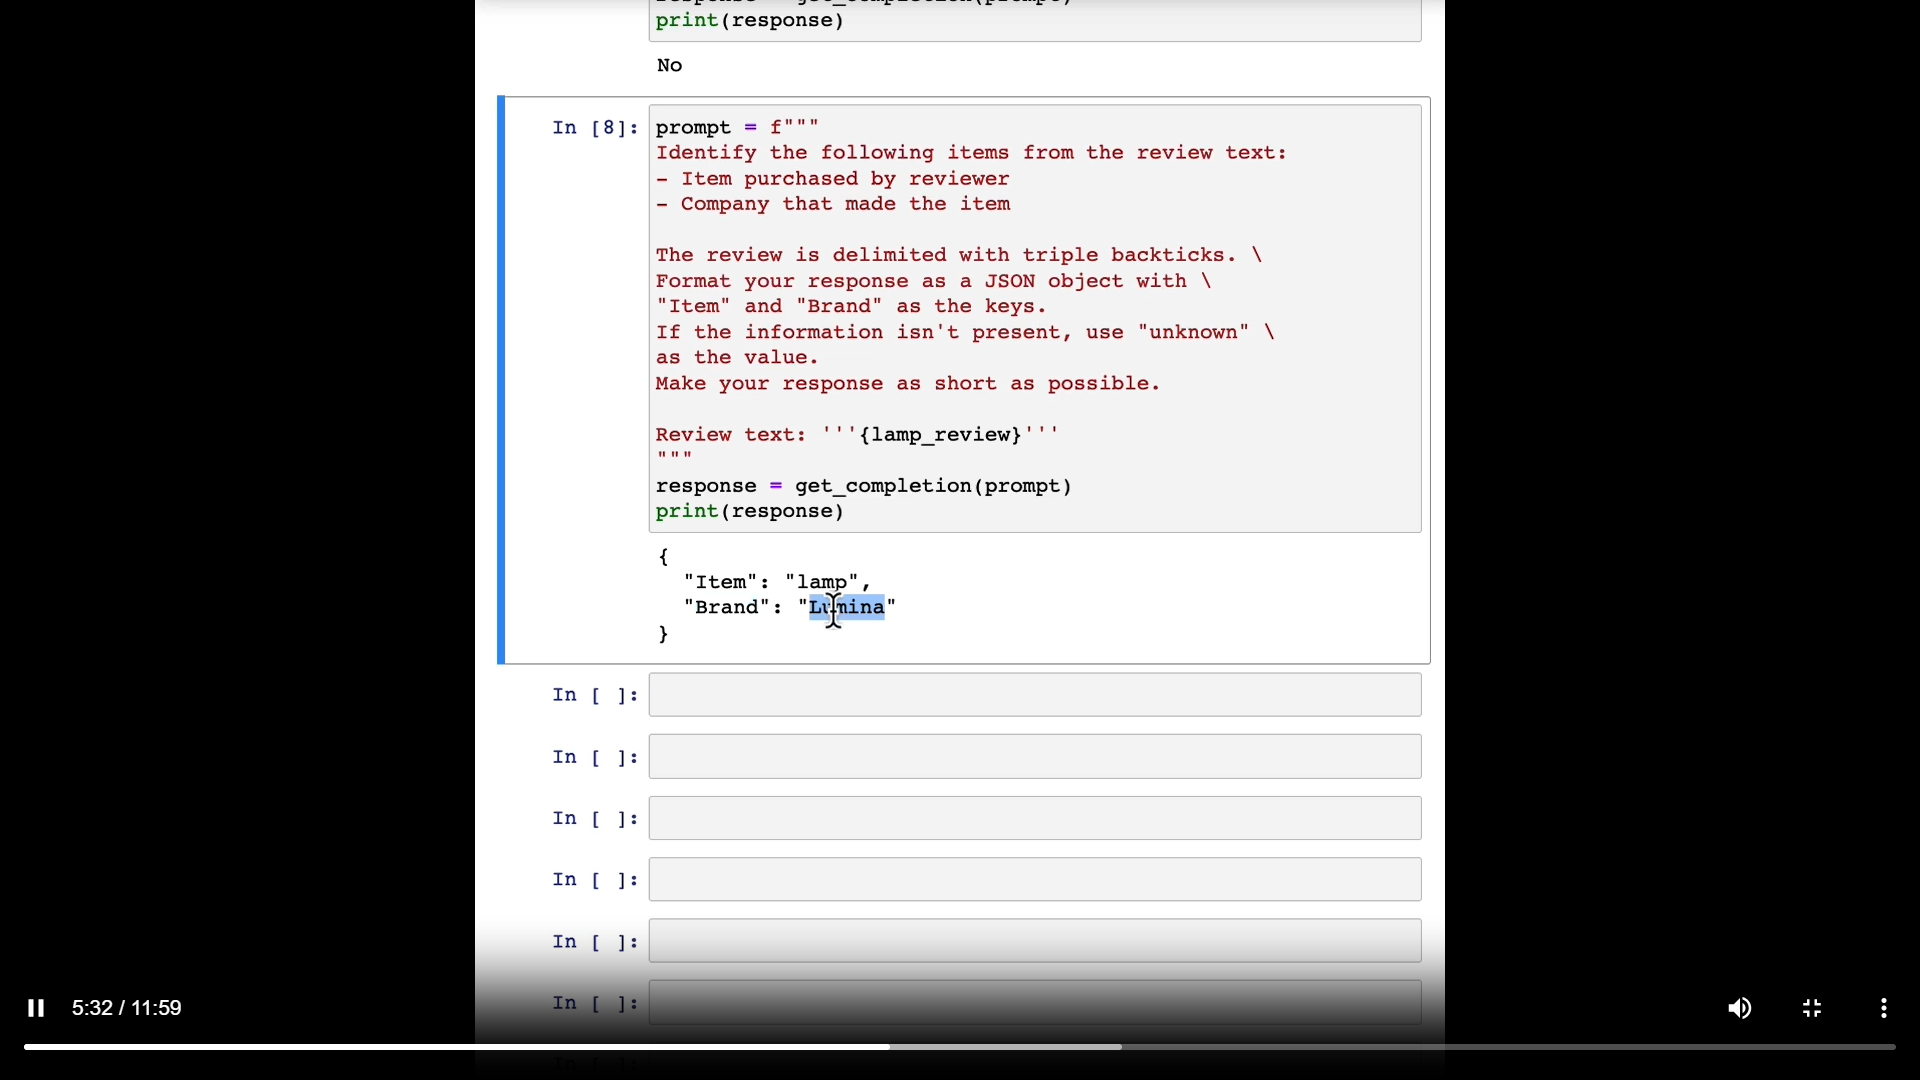 print(response)
No
In [8]:
prompt = f"""
Identify the following items from the review text:
- Item purchased by reviewer
- Company that made the item
The review is delimited with triple backticks. \
Format your response as a JSON object with \
"Item" and "Brand" as the keys.
If the information isn't present, use "unknown" \
as the value.
Make your response as short as possible.
Review text: '''{lamp_review}'''
"""
response = get_completion(prompt)
print(response)
{
"Item": "lamp",
"Brand": "Lumina"
}
In [ ]:
In [ ]:
In [ ]:
In [ ]:
In [ ]:
In [ ]:
5:32 / 11:59